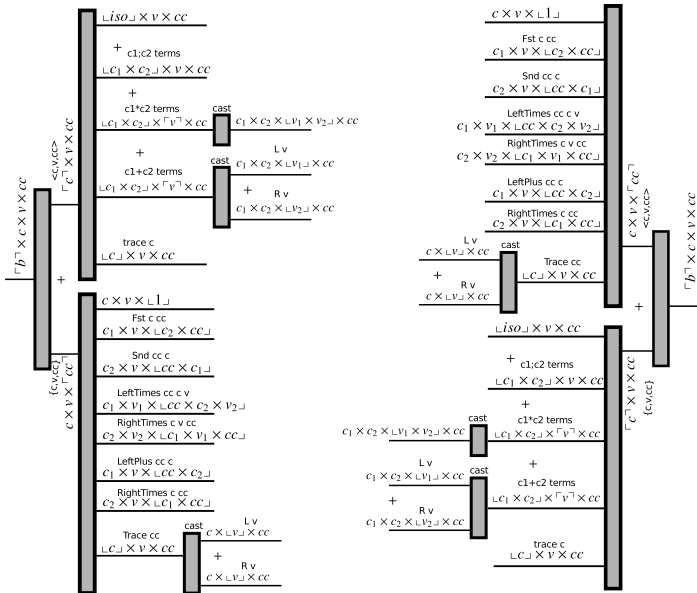 ⌞iso⌟ × v × cc
+
c1;c2 terms
⌞c₁ × c₂⌟ × v × cc
+
c1*c2 terms
⌞c₁ × c₂⌟ × ⌜v⌝ × cc
cast
c₁ × c₂ × ⌞v₁ × v₂⌟ × cc
+
c1+c2 terms
⌞c₁ × c₂⌟ × ⌜v⌝ × cc
cast
L v
c₁ × c₂ × ⌞v₁⌟ × cc
+
R v
c₁ × c₂ × ⌞v₂⌟ × cc
trace c
⌞c⌟ × v × cc
<c,v,cc>
⌜c⌝ × v × cc
⌜b⌝ × c × v × cc
+
{c,v,cc}
c × v × ⌜cc⌝
c × v × ⌞1⌟
Fst c cc
c₁ × v × ⌞c₂ × cc⌟
Snd cc c
c₂ × v × ⌞cc × c₁⌟
LeftTimes cc c v
c₁ × v₁ × ⌞cc × c₂ × v₂⌟
RightTimes c v cc
c₂ × v₂ × ⌞c₁ × v₁ × cc⌟
LeftPlus cc c
c₁ × v × ⌞cc × c₂⌟
RightTimes c cc
c₂ × v × ⌞c₁ × cc⌟
Trace cc
⌞c⌟ × v × cc
cast
L v
c × ⌞v⌟ × cc
+
R v
c × ⌞v⌟ × cc
c × v × ⌞1⌟
Fst c cc
c₁ × v × ⌞c₂ × cc⌟
Snd cc c
c₂ × v × ⌞cc × c₁⌟
LeftTimes cc c v
c₁ × v₁ × ⌞cc × c₂ × v₂⌟
RightTimes c v cc
c₂ × v₂ × ⌞c₁ × v₁ × cc⌟
LeftPlus cc c
c₁ × v × ⌞cc × c₂⌟
RightTimes c cc
c₂ × v × ⌞c₁ × cc⌟
L v
c × ⌞v⌟ × cc
+
R v
c × ⌞v⌟ × cc
cast
Trace cc
⌞c⌟ × v × cc
c × v × ⌜cc⌝
<c,v,cc>
⌜b⌝ × c × v × cc
+
⌜c⌝ × v × cc
{c,v,cc}
⌞iso⌟ × v × cc
+
c1;c2 terms
⌞c₁ × c₂⌟ × v × cc
+
c₁ × c₂ × ⌞v₁ × v₂⌟ × cc
cast
c1*c2 terms
⌞c₁ × c₂⌟ × ⌜v⌝ × cc
+
L v
c₁ × c₂ × ⌞v₁⌟ × cc
+
R v
c₁ × c₂ × ⌞v₂⌟ × cc
cast
c1+c2 terms
⌞c₁ × c₂⌟ × ⌜v⌝ × cc
trace c
⌞c⌟ × v × cc